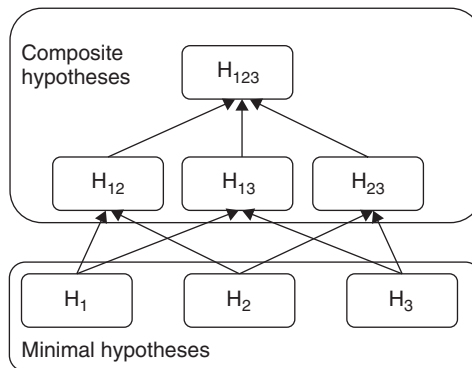 Composite
hypotheses
H₁₂₃
H₁₂ H₁₃ H₂₃
H₁ H₂ H₃
Minimal hypotheses